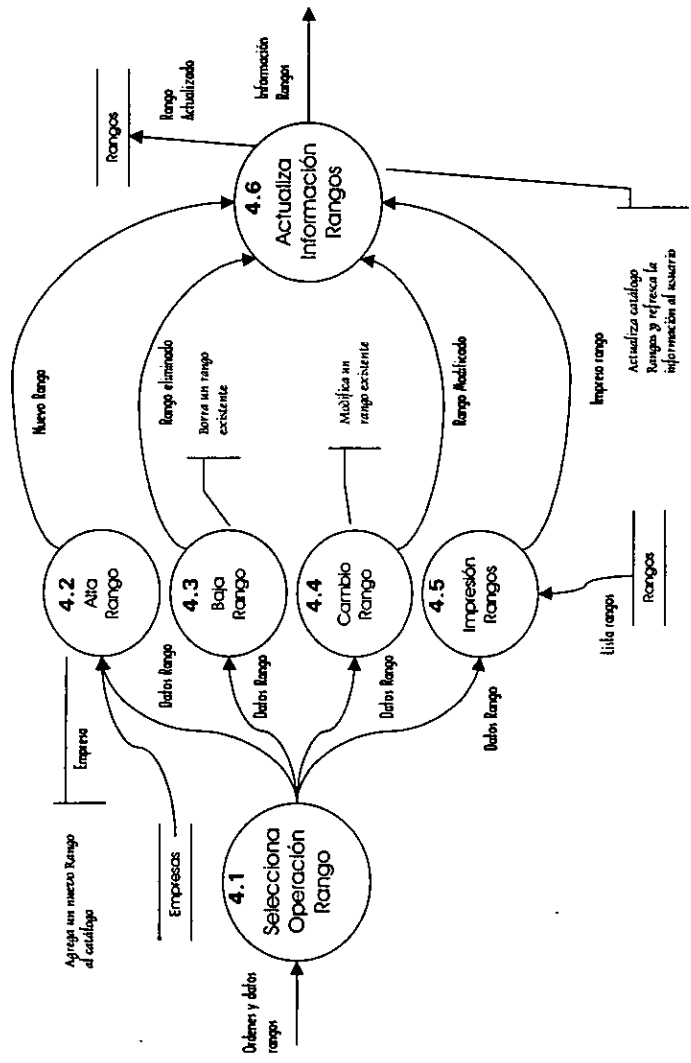 Ordenes y datos
rangos
4.1
Selecciona
Operación
Rango
Agrega un nuevo Rango
al catálogo
Empresa
Empresas
Datos Rango
Datos Rango
Datos Rango
Datos Rango
4.2
Alta
Rango
4.3
Baja
Rango
4.4
Cambio
Rango
4.5
Impresión
Rangos
Lista rangos
Rangos
Nuevo Rango
Rango eliminado
Borra un rango
existente
Modifica un
rango existente
Rango Modificado
Impreso rango
4.6
Actualiza
Información
Rangos
Rangos
Rango
Actualizado
Información
Rangos
Actualiza catálogo
Rangos y refresca la
información al usuario